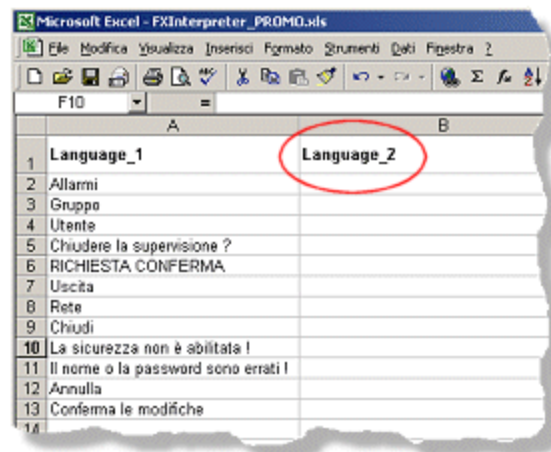 Microsoft Excel - FXInterpreter_PROMO.xls
File Modifica Visualizza Inserisci Formato Strumenti Dati Finestra ?
F10 =
A B
1 Language_1 Language_2
2 Allarmi
3 Gruppo
4 Utente
5 Chiudere la supervisione ?
6 RICHIESTA CONFERMA
7 Uscita
8 Rete
9 Chiudi
10 La sicurezza non è abilitata !
11 Il nome o la password sono errati !
12 Annulla
13 Conferma le modifiche
14